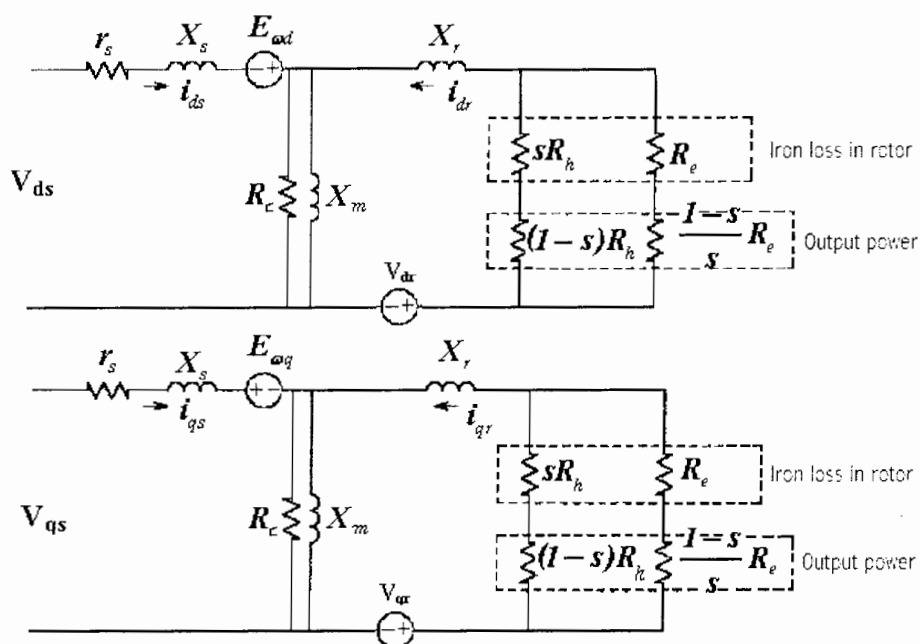 r_s X_s E_ωd X_r
i_ds i_dr
sR_h R_e Iron loss in rotor
V_ds R_c X_m
(1-s)R_h \frac{1-s}{s} R_e Output power
V_dr
r_s X_s E_ωq X_r
i_qs i_qr
sR_h R_e Iron loss in rotor
V_qs R_c X_m
(1-s)R_h \frac{1-s}{s} R_e Output power
V_qr